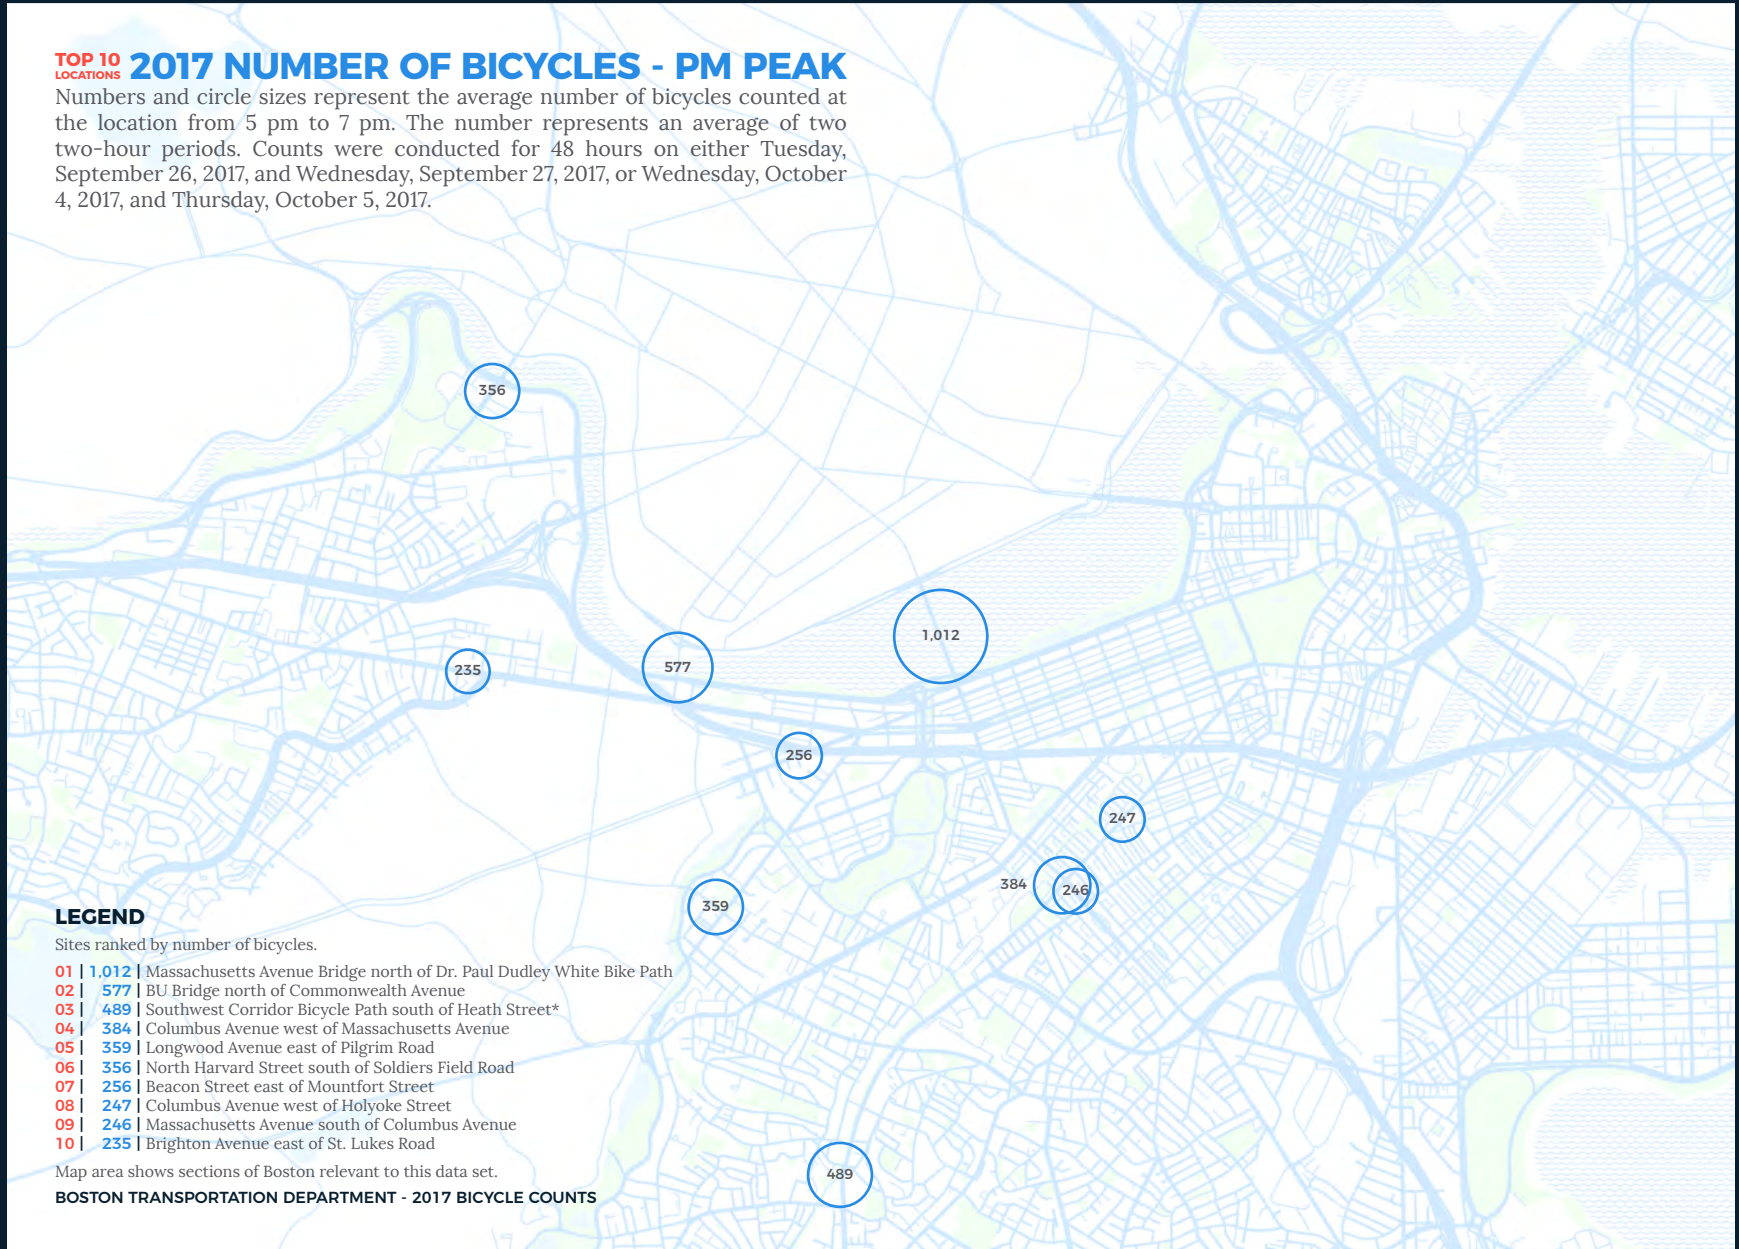 TOP 10
LOCATIONS
2017 NUMBER OF BICYCLES - PM PEAK
Numbers and circle sizes represent the average number of bicycles counted at
the location from 5 pm to 7 pm. The number represents an average of two
two-hour periods. Counts were conducted for 48 hours on either Tuesday,
September 26, 2017, and Wednesday, September 27, 2017, or Wednesday, October
4, 2017, and Thursday, October 5, 2017.
356
1,012
577
235
256
247
384
246
359
489
LEGEND
Sites ranked by number of bicycles.
01 | 1,012 | Massachusetts Avenue Bridge north of Dr. Paul Dudley White Bike Path
02 | 577 | BU Bridge north of Commonwealth Avenue
03 | 489 | Southwest Corridor Bicycle Path south of Heath Street*
04 | 384 | Columbus Avenue west of Massachusetts Avenue
05 | 359 | Longwood Avenue east of Pilgrim Road
06 | 356 | North Harvard Street south of Soldiers Field Road
07 | 256 | Beacon Street east of Mountfort Street
08 | 247 | Columbus Avenue west of Holyoke Street
09 | 246 | Massachusetts Avenue south of Columbus Avenue
10 | 235 | Brighton Avenue east of St. Lukes Road
Map area shows sections of Boston relevant to this data set.
BOSTON TRANSPORTATION DEPARTMENT - 2017 BICYCLE COUNTS